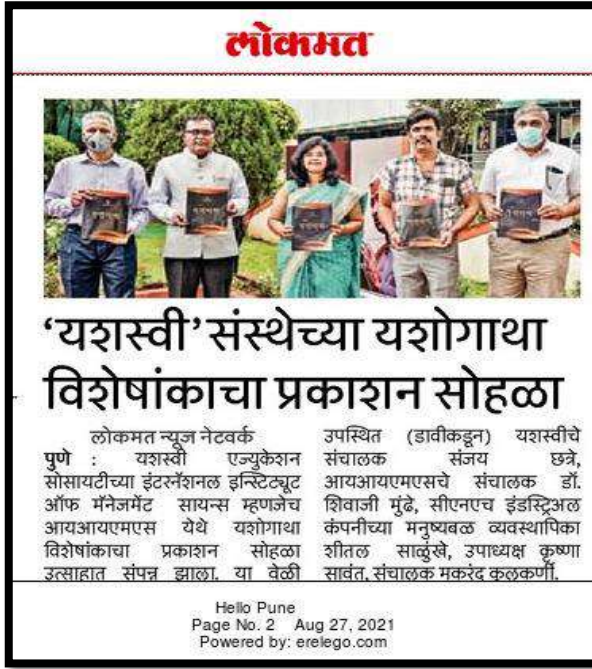 लोकमत
‘यशस्वी’ संस्थेच्या यशोगाथा
विशेषांकाचा प्रकाशन सोहळा
लोकमत न्यूज नेटवर्क
पुणे : यशस्वी एज्युकेशन
सोसायटीच्या इंटरनॅशनल इन्स्टिट्यूट
ऑफ मॅनेजमेंट सायन्स म्हणजेच
आयआयएमएस येथे यशोगाथा
विशेषांकाचा प्रकाशन सोहळा
उत्साहात संपन्न झाला. या वेळी
उपस्थित (डावीकडून) यशस्वीचे
संचालक संजय छत्रे,
आयआयएमएसचे संचालक डॉ.
शिवाजी मुंढे, सीएनएच इंडस्ट्रिअल
कंपनीच्या मनुष्यबळ व्यवस्थापिका
शीतल साळुंखे, उपाध्यक्ष कृष्णा
सावंत, संचालक मकरंद कुलकर्णी.
Hello Pune
Page No. 2 Aug 27, 2021
Powered by: erelego.com